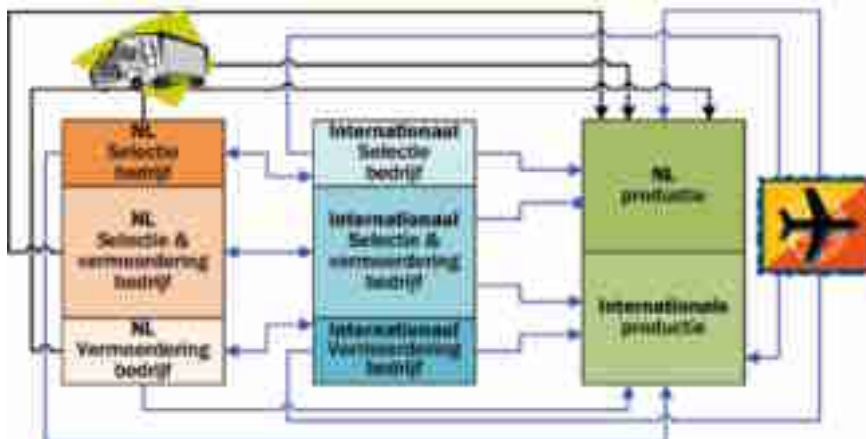 NL
Selectie
bedrijf
NL
Selectie &
vermeerdering
bedrijf
NL
Vermeerdering
bedrijf
Internationaal
Selectie
bedrijf
Internationaal
Selectie &
vermeerdering
bedrijf
Internationaal
Vermeerdering
bedrijf
NL
productie
Internationale
productie